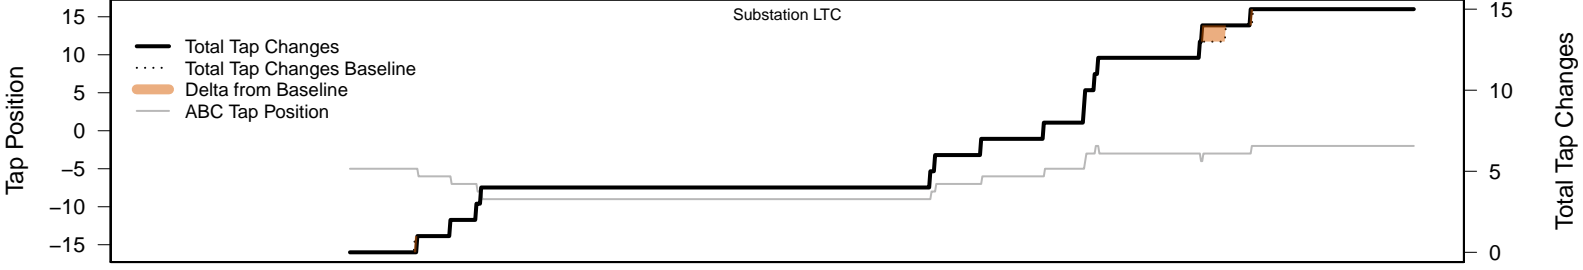 Substation LTC
Total Tap Changes
Total Tap Changes Baseline
Delta from Baseline
ABC Tap Position
Tap Position
15
10
5
0
−5
−10
−15
15
10
5
0
Total Tap Changes